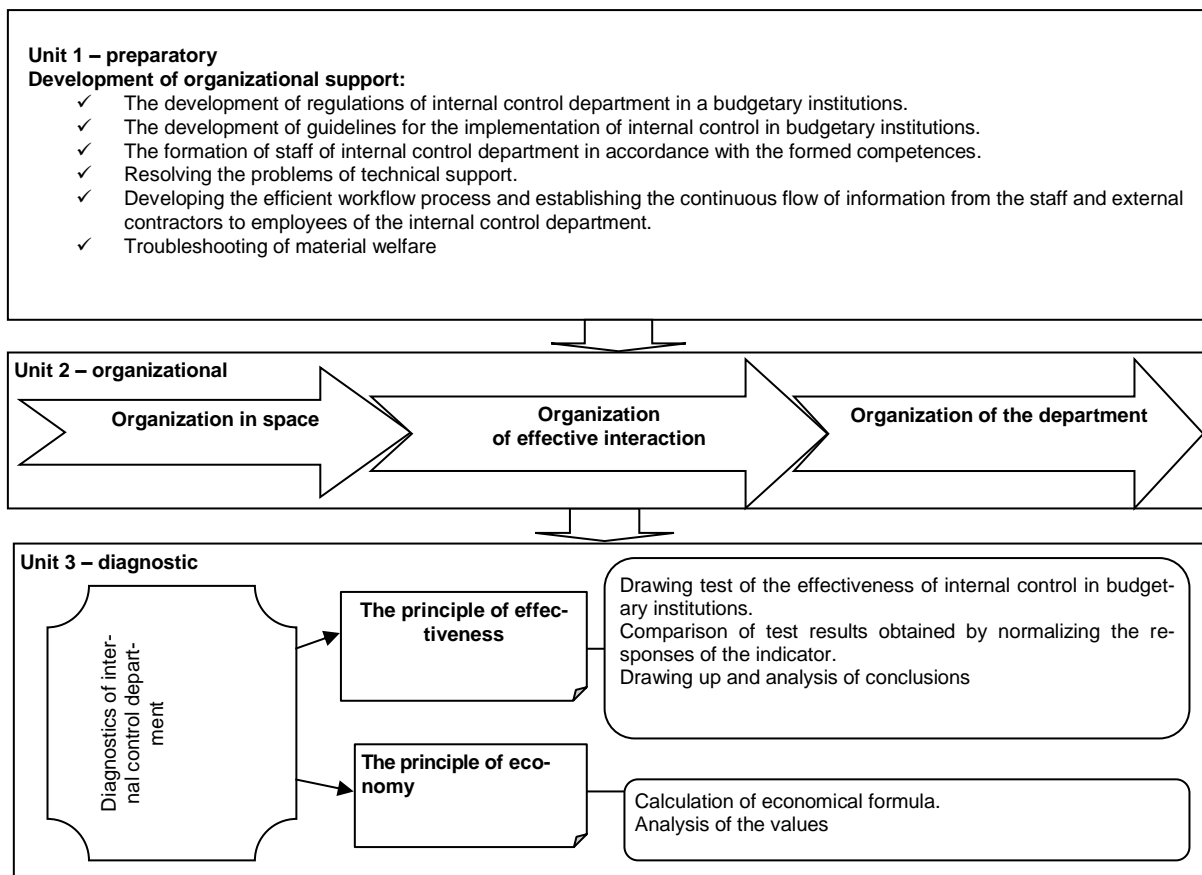 Unit 1 – preparatory
Development of organizational support:
✓ The development of regulations of internal control department in a budgetary institutions.
✓ The development of guidelines for the implementation of internal control in budgetary institutions.
✓ The formation of staff of internal control department in accordance with the formed competences.
✓ Resolving the problems of technical support.
✓ Developing the efficient workflow process and establishing the continuous flow of information from the staff and external
contractors to employees of the internal control department.
✓ Troubleshooting of material welfare
Unit 2 – organizational
Organization in space
Organization
of effective interaction
Organization of the department
Unit 3 – diagnostic
Diagnostics of inter-
nal control depart-
ment
The principle of effec-
tiveness
Drawing test of the effectiveness of internal control in budget-
ary institutions.
Comparison of test results obtained by normalizing the re-
sponses of the indicator.
Drawing up and analysis of conclusions
The principle of eco-
nomy
Calculation of economical formula.
Analysis of the values